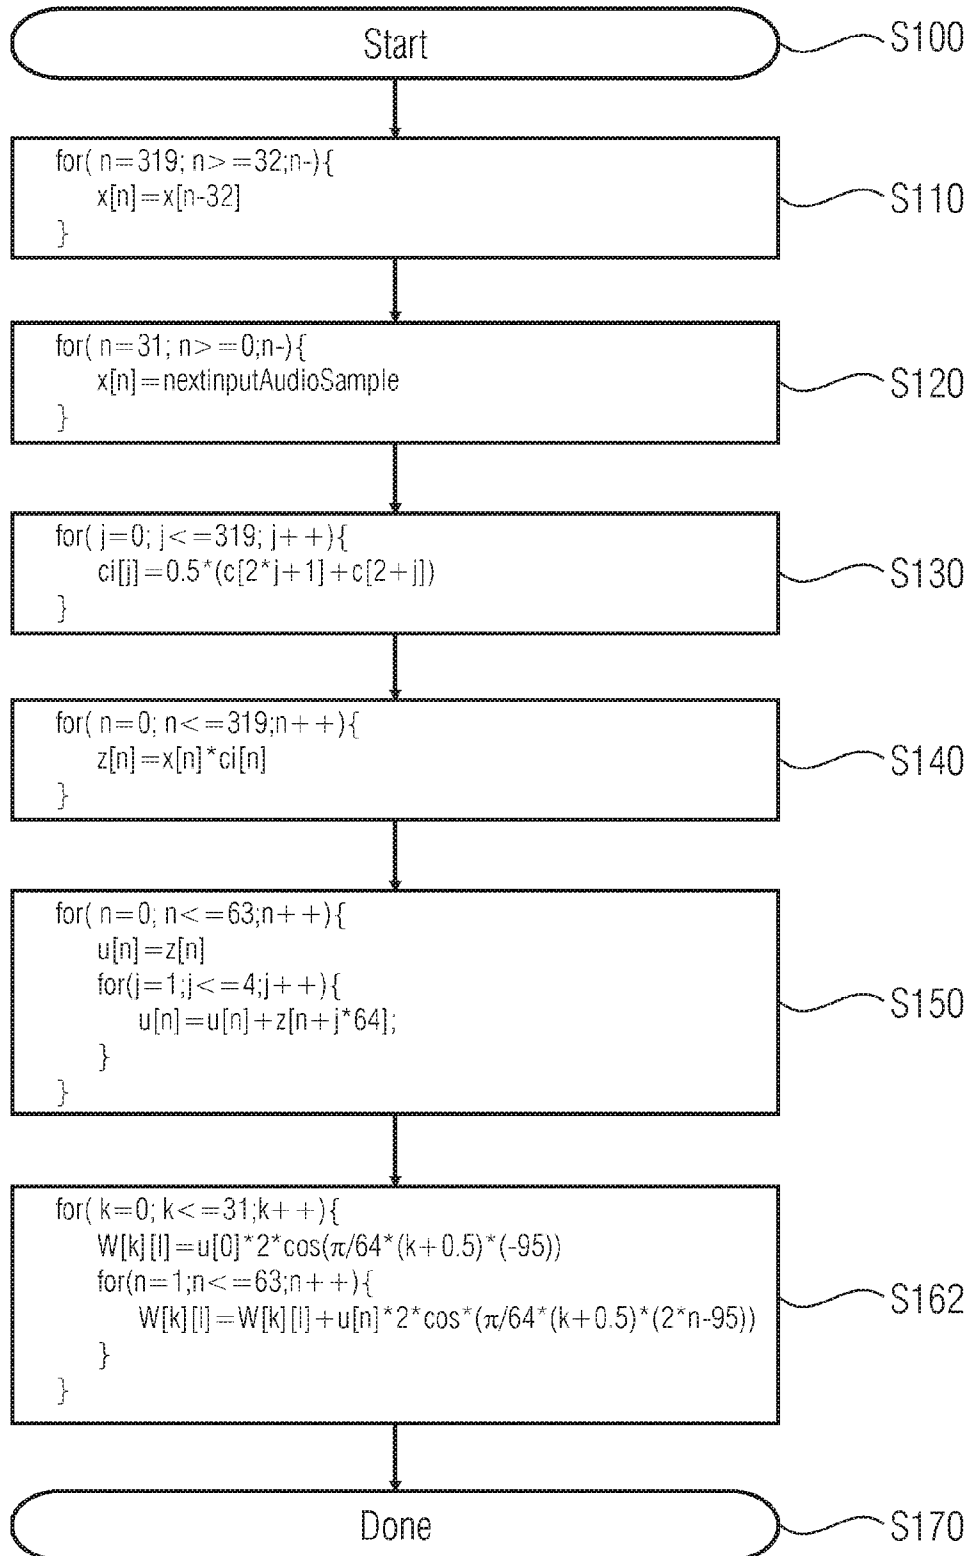 Start
S100
for( n=319; n>=32;n-){
x[n]=x[n-32]
}
S110
for( n=31; n>=0;n-){
x[n]=nextinputAudioSample
}
S120
for( j=0; j<=319; j++){
ci[j]=0.5*(c[2*j+1]+c[2+j])
}
S130
for( n=0; n<=319;n++){
z[n]=x[n]*ci[n]
}
S140
for( n=0; n<=63;n++){
u[n]=z[n]
for(j=1;j<=4;j++){
u[n]=u[n]+z[n+j*64];
}
}
S150
for( k=0; k<=31;k++){
W[k][l]=u[0]*2*cos(π/64*(k+0.5)*(-95))
for(n=1;n<=63;n++){
W[k][l]=W[k][l]+u[n]*2*cos*(π/64*(k+0.5)*(2*n-95))
}
}
S162
Done
S170